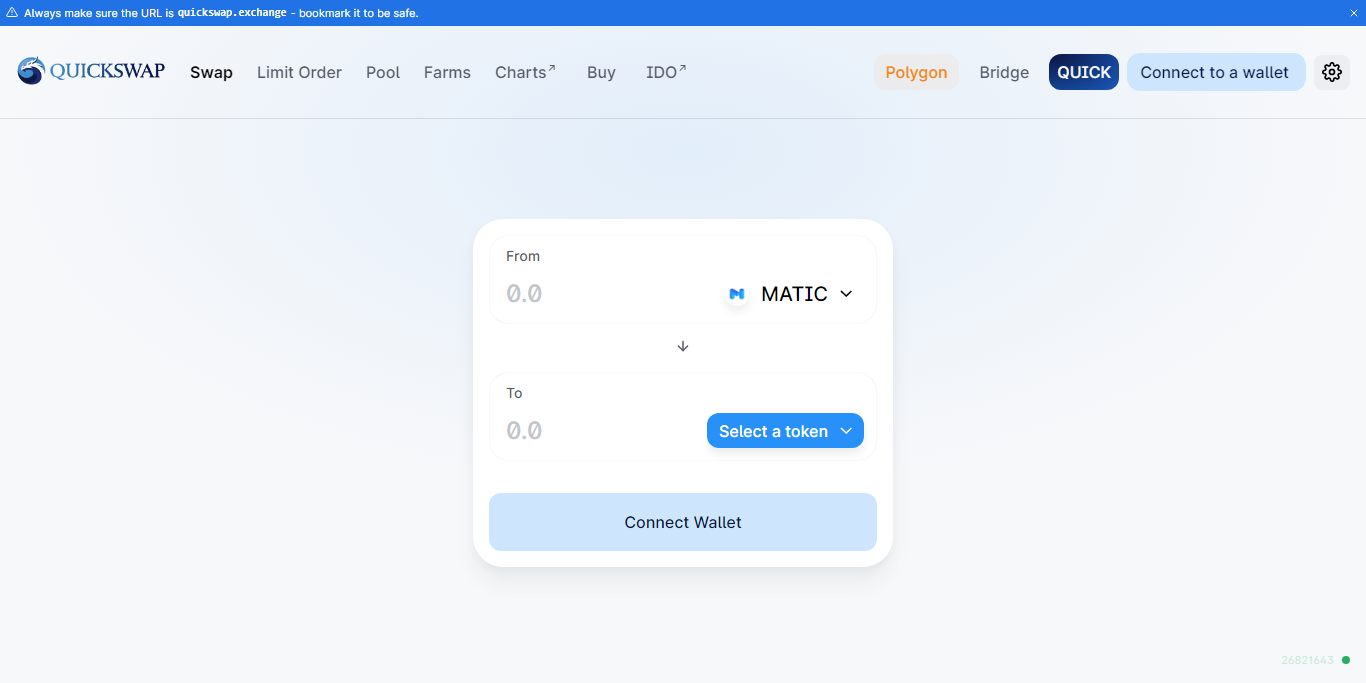 Always make sure the URL is quickswap.exchange - bookmark it to be safe.
QUICKSWAP Swap Limit Order Pool Farms Charts↗ Buy IDO↗ Polygon Bridge QUICK Connect to a wallet
From
0.0 MATIC
To
0.0 Select a token
Connect Wallet
26821643